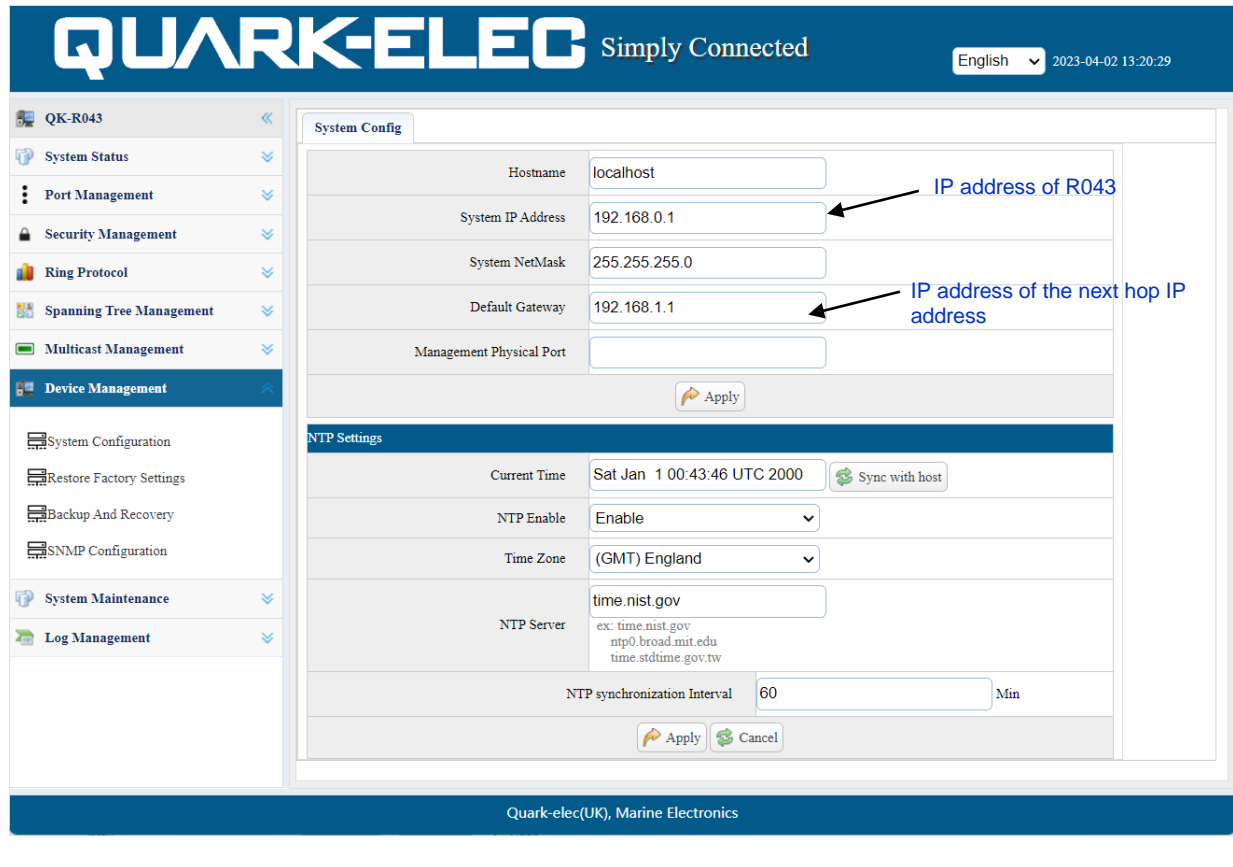 QUARK-ELEC Simply Connected
English 2023-04-02 13:20:29
QK-R043
System Status
Port Management
Security Management
Ring Protocol
Spanning Tree Management
Multicast Management
Device Management
System Configuration
Restore Factory Settings
Backup And Recovery
SNMP Configuration
System Maintenance
Log Management
System Config
Hostname localhost
IP address of R043
System IP Address 192.168.0.1
System NetMask 255.255.255.0
IP address of the next hop IP
address
Default Gateway 192.168.1.1
Management Physical Port
Apply
NTP Settings
Current Time Sat Jan 1 00:43:46 UTC 2000 Sync with host
NTP Enable Enable
Time Zone (GMT) England
NTP Server time.nist.gov
ex: time.nist.gov
ntp0.broad.mit.edu
time.stdtime.gov.tw
NTP synchronization Interval 60 Min
Apply Cancel
Quark-elec(UK), Marine Electronics